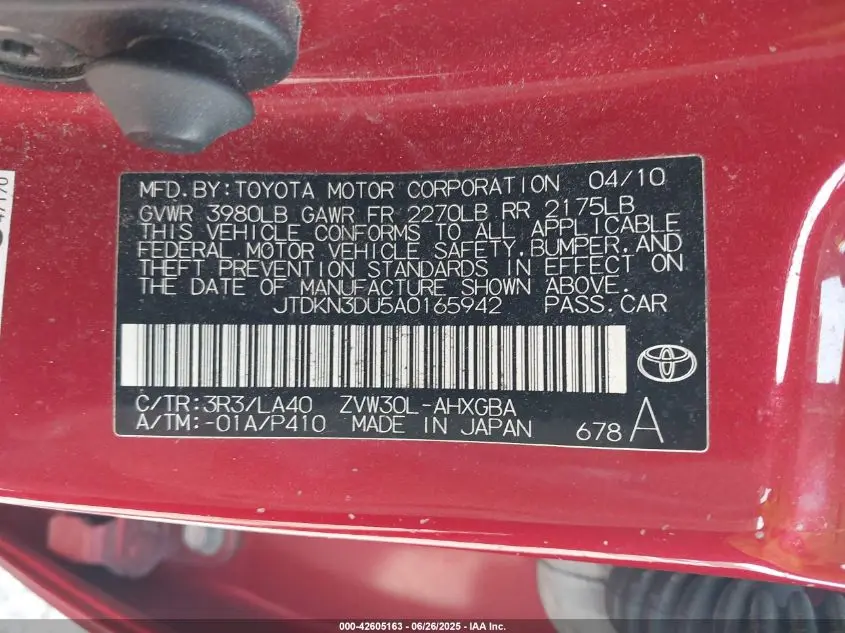 MFD.BY:TOYOTA MOTOR CORPORATION 04/10
GVWR 3980LB GAWR FR 2270LB RR 2175LB
THIS VEHICLE CONFORMS TO ALL APPLICABLE
FEDERAL MOTOR VEHICLE SAFETY,BUMPER,AND
THEFT PREVENTION STANDARDS IN EFFECT ON
THE DATE OF MANUFACTURE SHOWN ABOVE.
JTDKN3DU5A0165942 PASS.CAR
C/TR:3R3/LA40 ZVW30L-AHXGBA
A/TM:-01A/P410 MADE IN JAPAN 678 A
000-42605163 - 06/26/2025 - IAA Inc.